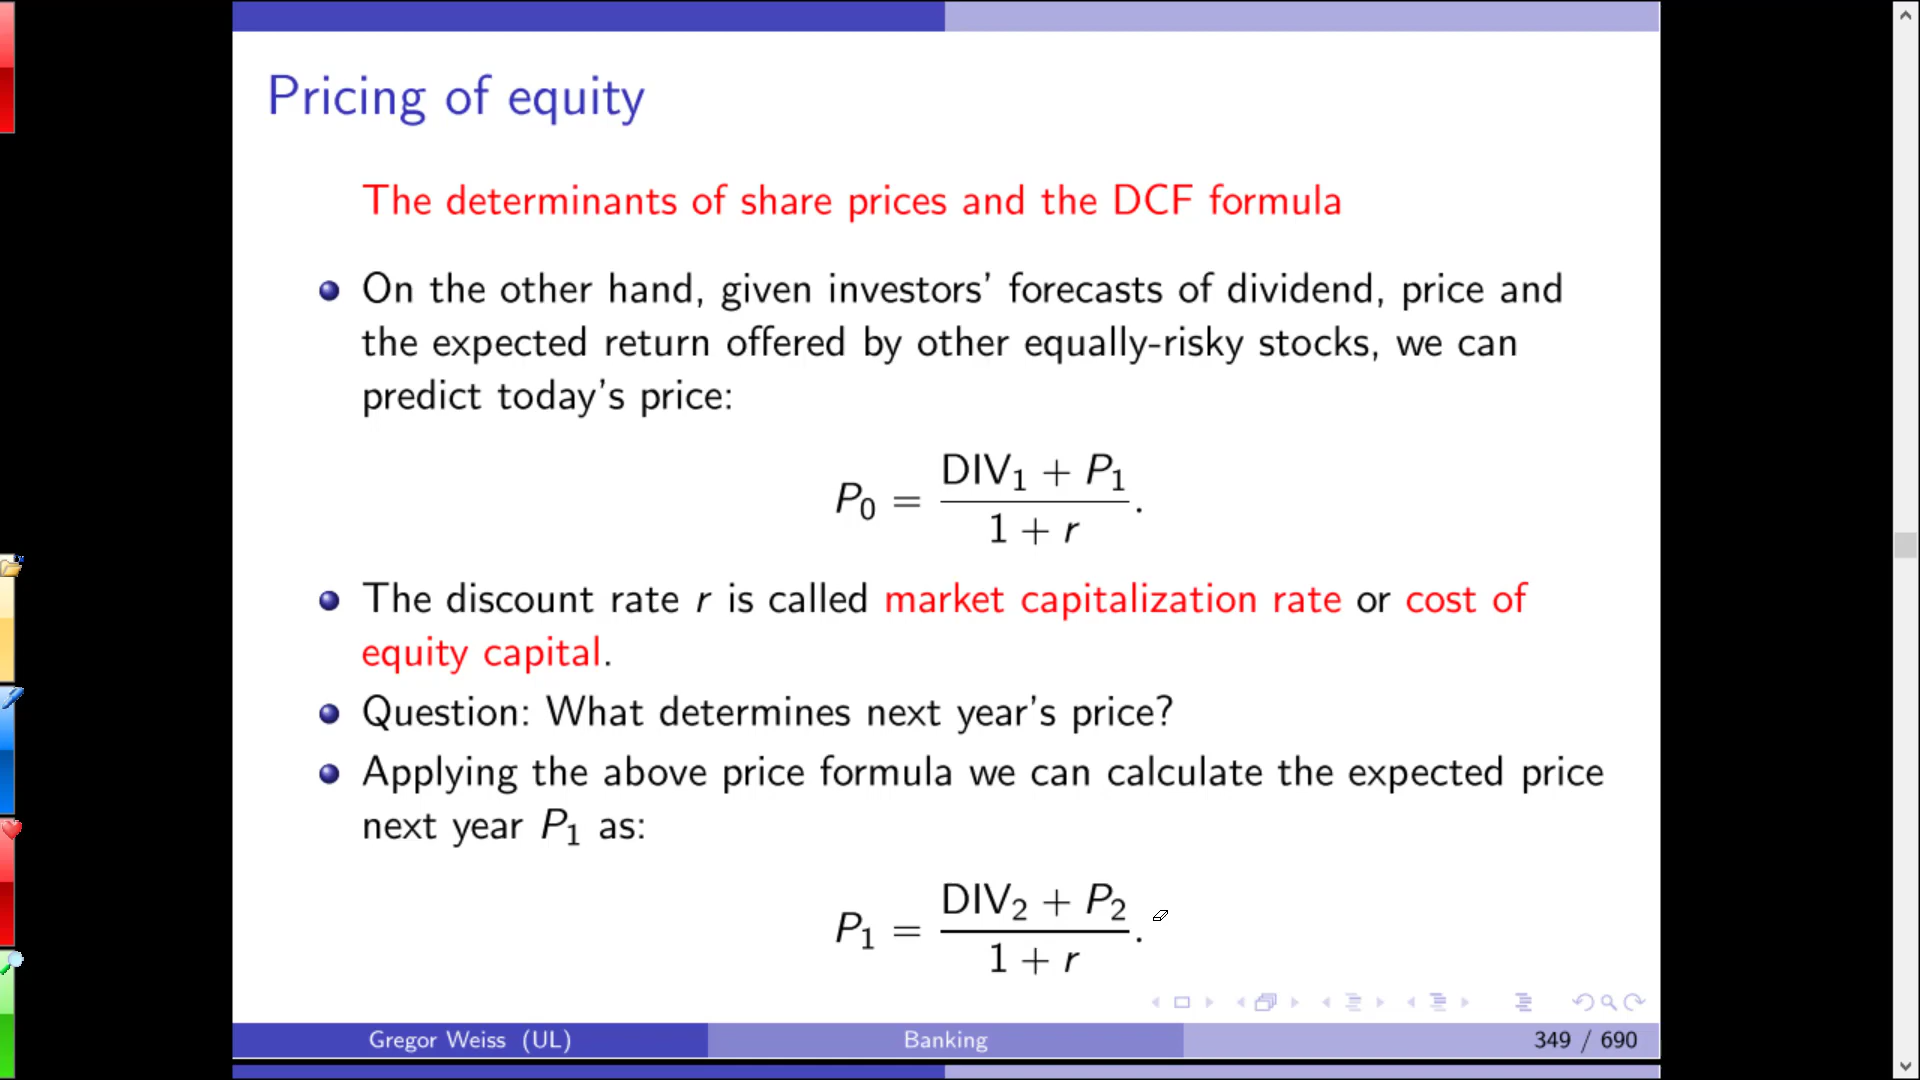 Pricing of equity
The determinants of share prices and the DCF formula
On the other hand, given investors’ forecasts of dividend, price and
the expected return offered by other equally-risky stocks, we can
predict today’s price:
P₀ = (DIV₁ + P₁) / (1 + r).
The discount rate r is called market capitalization rate or cost of
equity capital.
Question: What determines next year’s price?
Applying the above price formula we can calculate the expected price
next year P₁ as:
P₁ = (DIV₂ + P₂) / (1 + r).
Gregor Weiss (UL) Banking 349 / 690